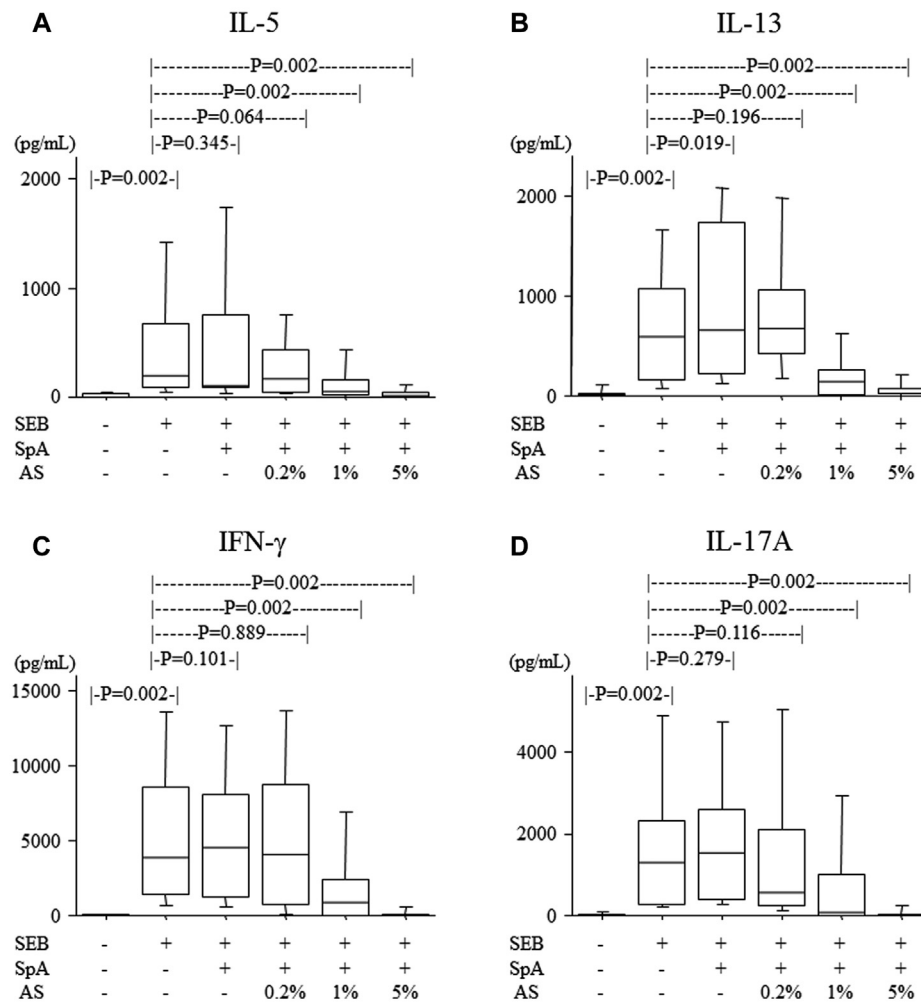 A IL-5
|--------------P=0.002--------------|
|----------P=0.002----------|
|------P=0.064------|
(pg/mL) |-P=0.345-|
2000 |-P=0.002-|
1000
0
SEB - + + + + +
SpA - - + + + +
AS - - - 0.2% 1% 5%
B IL-13
|---------------P=0.002--------------|
|-----------P=0.002-----------|
|-------P=0.196------|
(pg/mL) |-P=0.019-|
2000 |-P=0.002-|
1000
0
SEB - + + + + +
SpA - - + + + +
AS - - - 0.2% 1% 5%
C IFN-γ
|---------------P=0.002--------------|
|----------P=0.002-----------|
|------P=0.889------|
(pg/mL) |-P=0.101-|
15000 |-P=0.002-|
10000
5000
0
SEB - + + + + +
SpA - - + + + +
AS - - - 0.2% 1% 5%
D IL-17A
|----------------P=0.002--------------|
|-----------P=0.002-----------|
|-------P=0.116------|
(pg/mL) |-P=0.279-|
|-P=0.002-|
4000
2000
0
SEB - + + + + +
SpA - - + + + +
AS - - - 0.2% 1% 5%